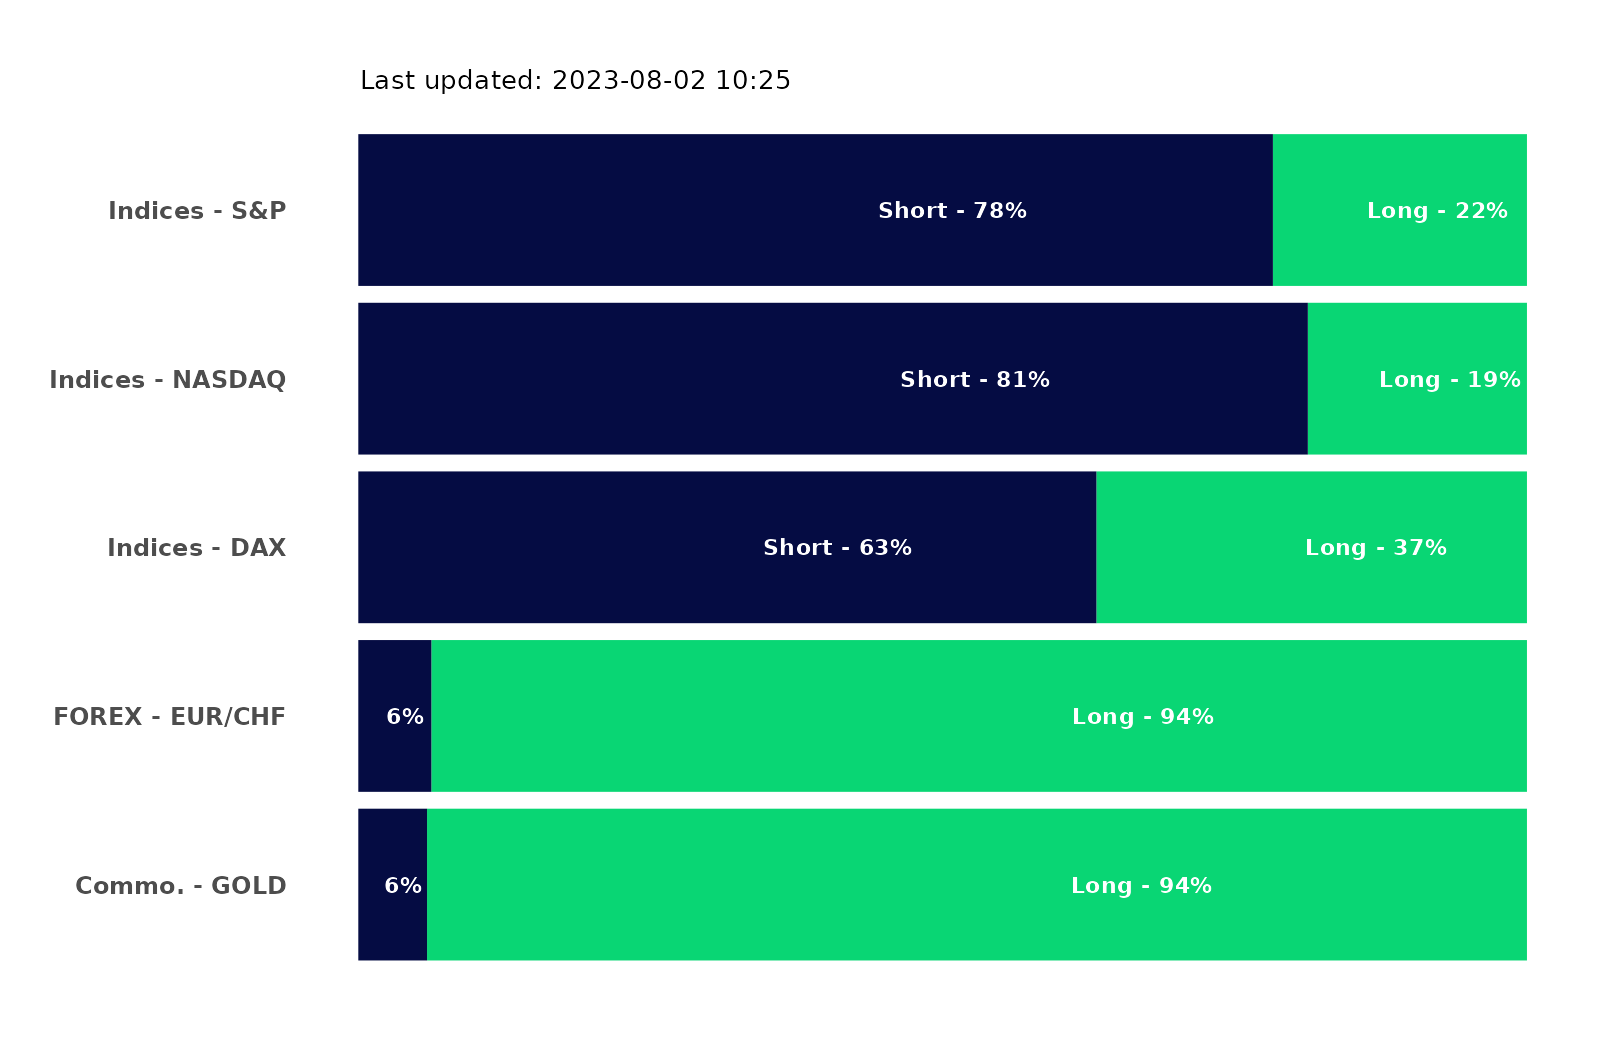 Last updated: 2023-08-02 10:25
Indices - S&P Short - 78% Long - 22%
Indices - NASDAQ Short - 81% Long - 19%
Indices - DAX Short - 63% Long - 37%
FOREX - EUR/CHF 6% Long - 94%
Commo. - GOLD 6% Long - 94%